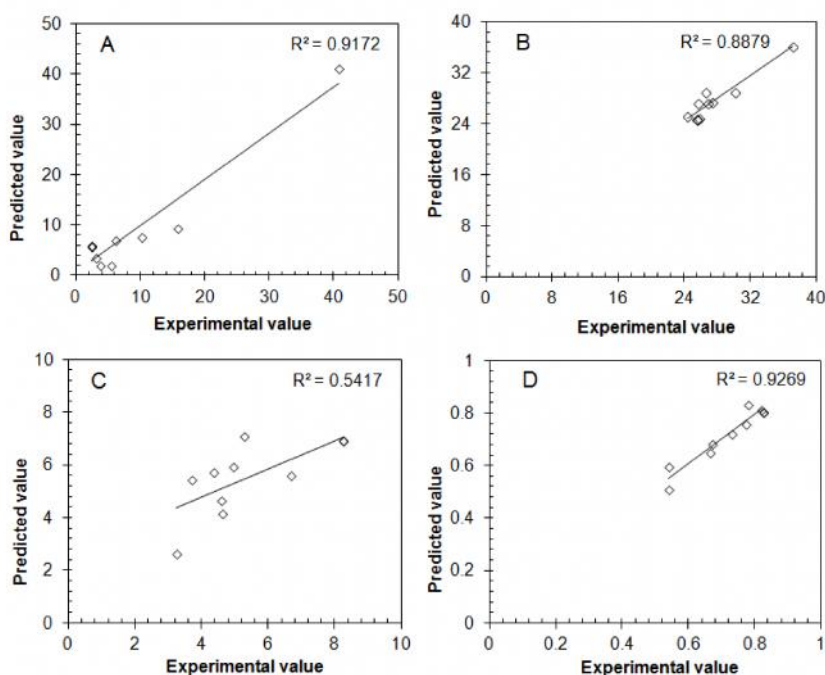 A
R² = 0.9172
50
40
30
20
10
0
Predicted value
0 10 20 30 40 50
Experimental value
B
R² = 0.8879
40
32
24
16
8
0
Predicted value
0 8 16 24 32 40
Experimental value
C
R² = 0.5417
10
8
6
4
2
0
Predicted value
0 2 4 6 8 10
Experimental value
D
R² = 0.9269
1
0.8
0.6
0.4
0.2
0
Predicted value
0 0.2 0.4 0.6 0.8 1
Experimental value